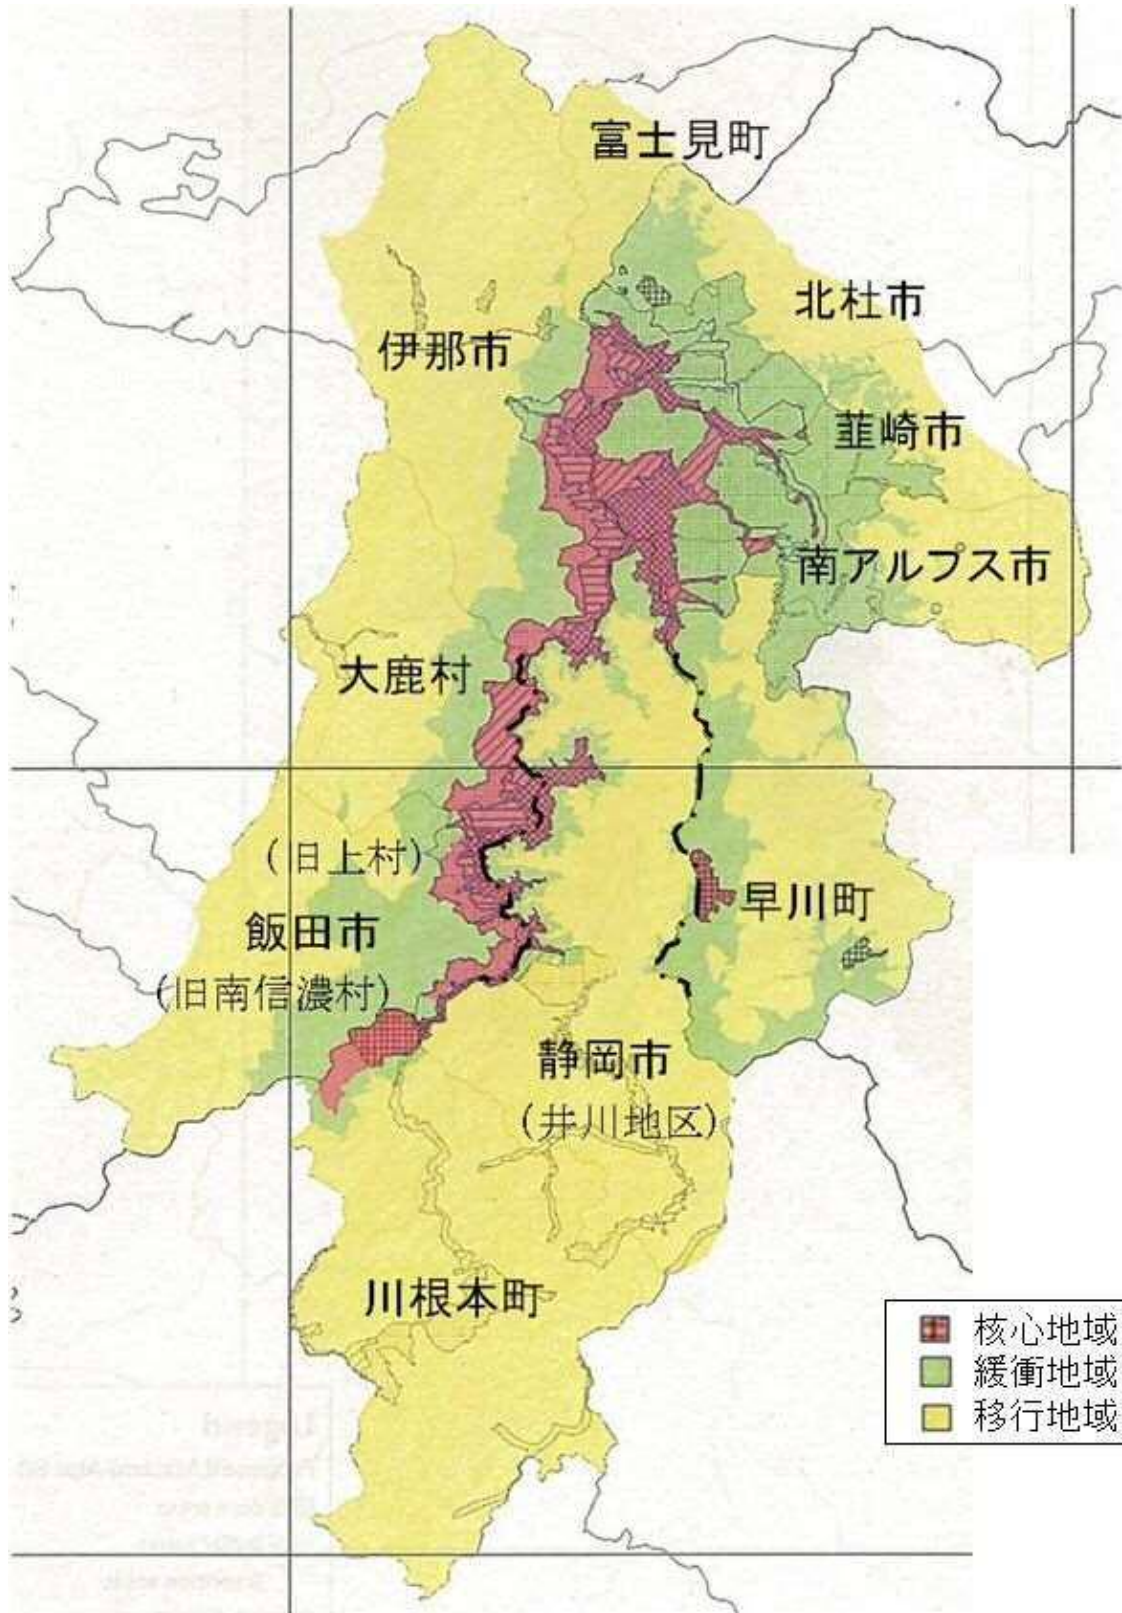 富士見町
北杜市
伊那市
韮崎市
南アルプス市
大鹿村
(旧上村)
早川町
飯田市
(旧南信濃村)
静岡市
(井川地区)
川根本町
核心地域
緩衝地域
移行地域